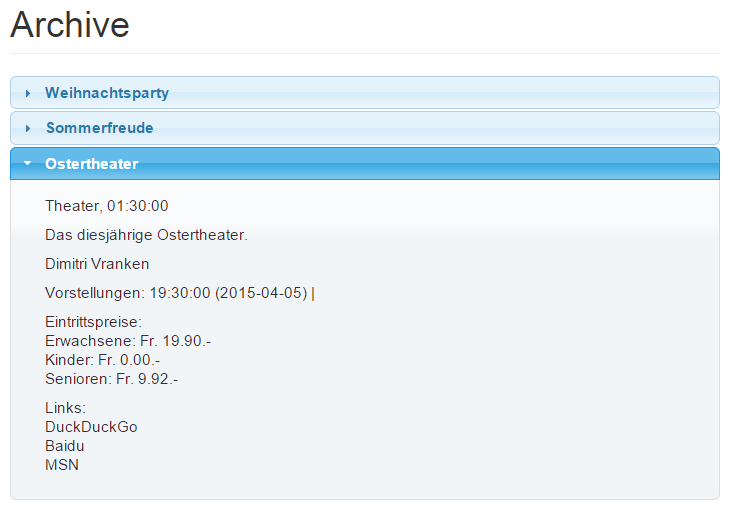 Archive
Weihnachtsparty
Sommerfreude
Ostertheater
Theater, 01:30:00
Das diesjährige Ostertheater.
Dimitri Vranken
Vorstellungen: 19:30:00 (2015-04-05) |
Eintrittspreise:
Erwachsene: Fr. 19.90.-
Kinder: Fr. 0.00.-
Senioren: Fr. 9.92.-
Links:
DuckDuckGo
Baidu
MSN